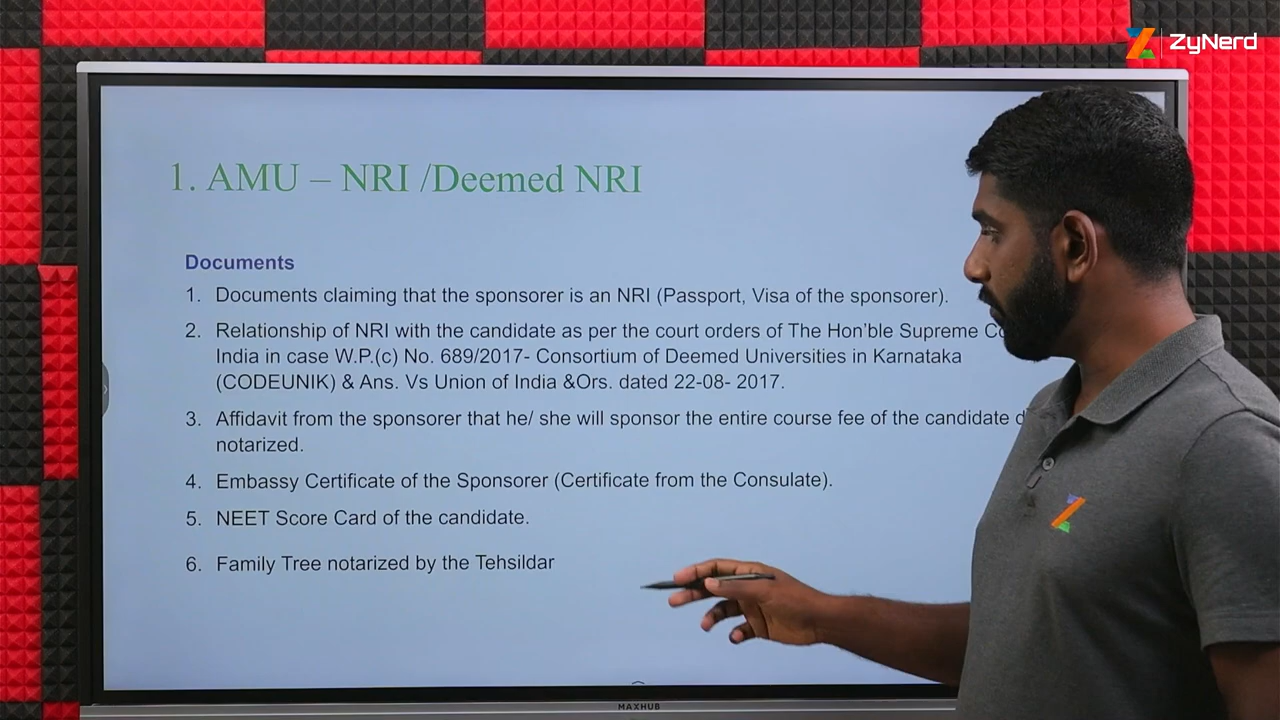 ZyNerd
1. AMU – NRI /Deemed NRI
Documents
1. Documents claiming that the sponsorer is an NRI (Passport, Visa of the sponsorer).
2. Relationship of NRI with the candidate as per the court orders of The Hon'ble Supreme
India in case W.P.(c) No. 689/2017- Consortium of Deemed Universities in Karnataka
(CODEUNIK) & Ans. Vs Union of India &Ors. dated 22-08- 2017.
3. Affidavit from the sponsorer that he/ she will sponsor the entire course fee of the candidate
notarized.
4. Embassy Certificate of the Sponsorer (Certificate from the Consulate).
5. NEET Score Card of the candidate.
6. Family Tree notarized by the Tehsildar
MAXHUB